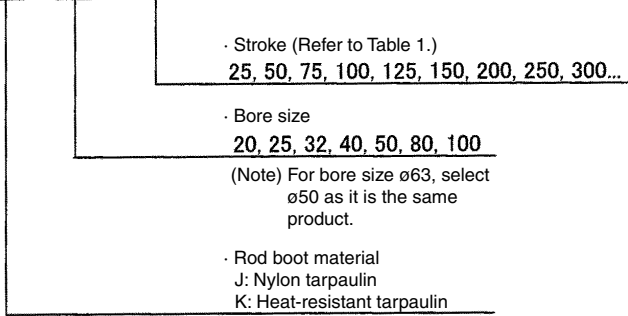 · Stroke (Refer to Table 1.)
25, 50, 75, 100, 125, 150, 200, 250, 300...
· Bore size
20, 25, 32, 40, 50, 80, 100
(Note) For bore size ø63, select
ø50 as it is the same
product.
· Rod boot material
J: Nylon tarpaulin
K: Heat-resistant tarpaulin